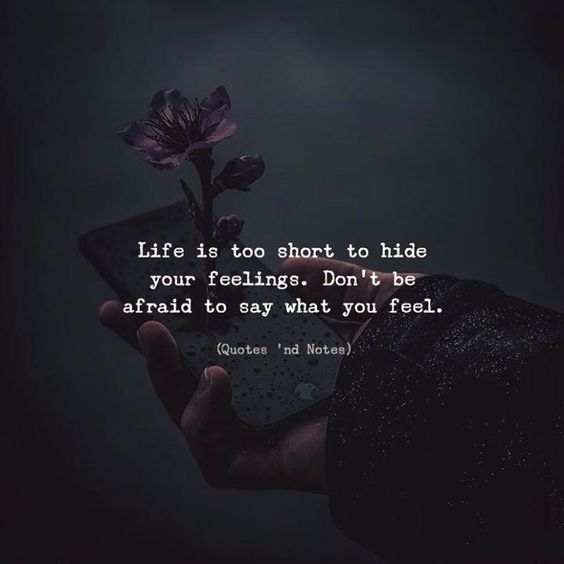 Life is too short to hide
your feelings. Don't be
afraid to say what you feel.
(Quotes 'nd Notes)